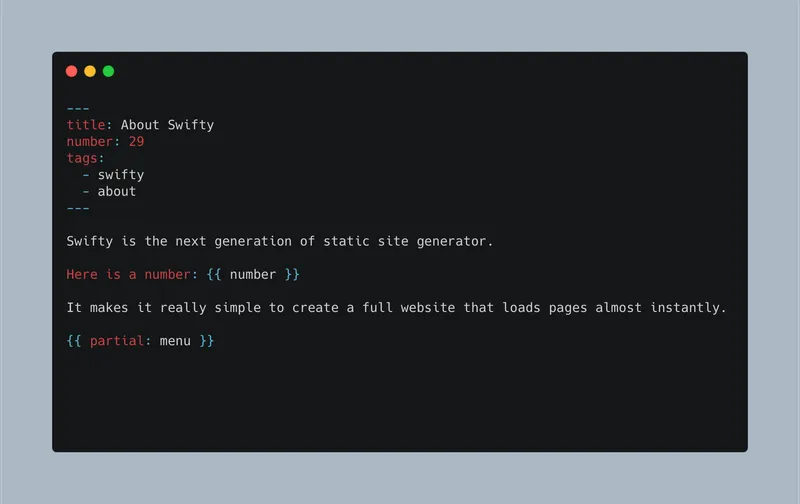 ---
title: About Swifty
number: 29
tags:
  - swifty
  - about
---
Swifty is the next generation of static site generator.
Here is a number: {{ number }}
It makes it really simple to create a full website that loads pages almost instantly.
{{ partial: menu }}